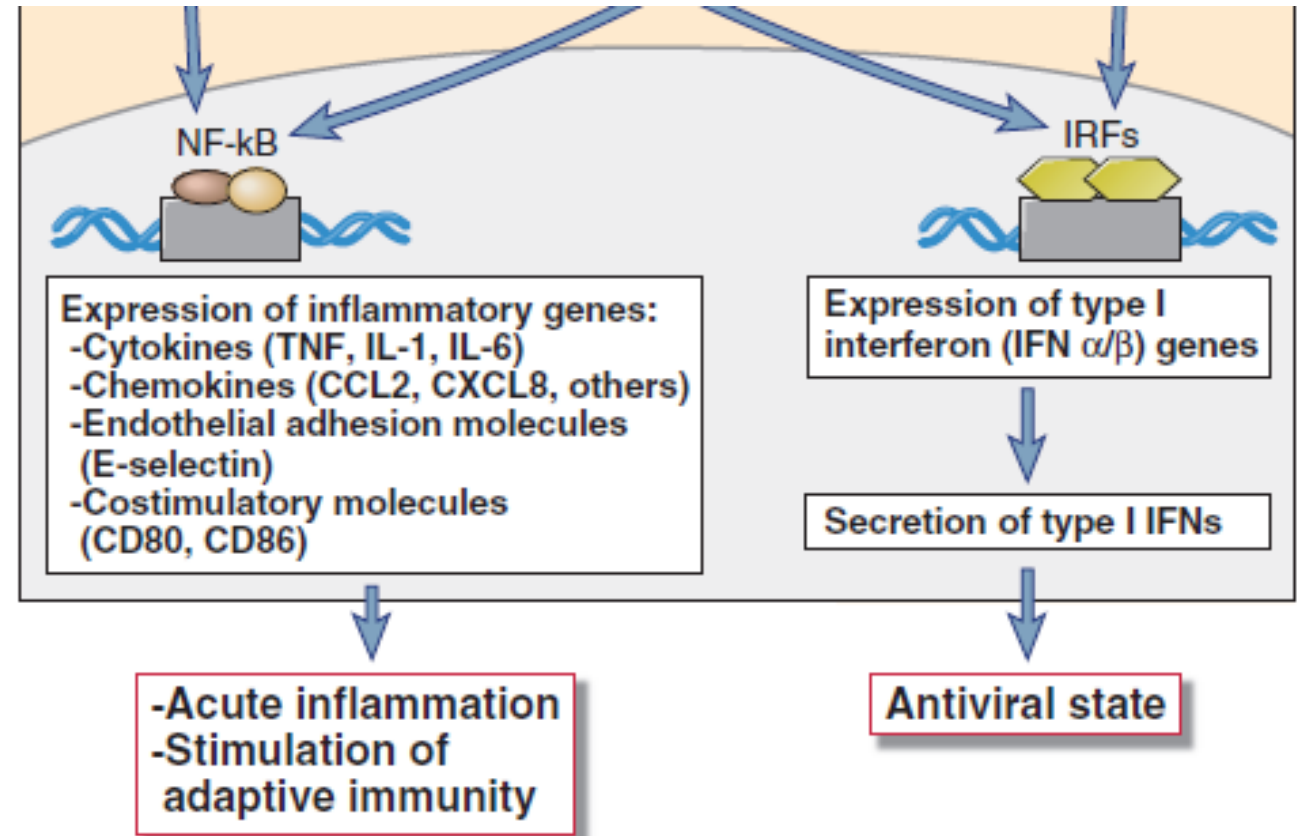 NF-kB
IRFs
Expression of inflammatory genes:
-Cytokines (TNF, IL-1, IL-6)
-Chemokines (CCL2, CXCL8, others)
-Endothelial adhesion molecules
(E-selectin)
-Costimulatory molecules
(CD80, CD86)
Expression of type I
interferon (IFN α/β) genes
Secretion of type I IFNs
-Acute inflammation
-Stimulation of
adaptive immunity
Antiviral state